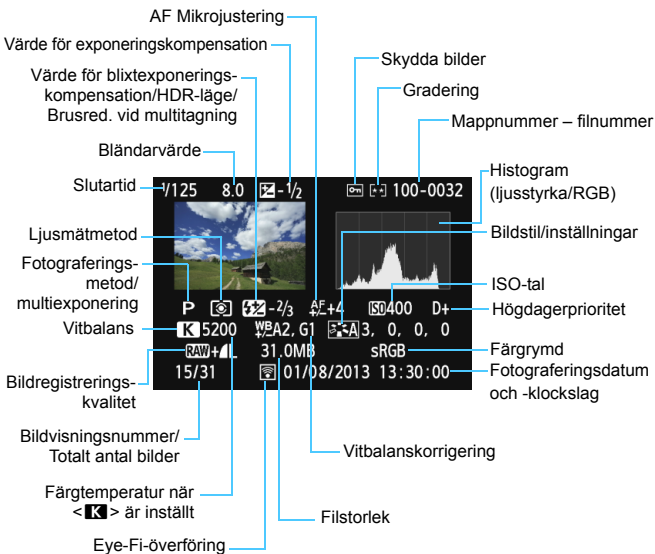 AF Mikrojustering
Värde för exponeringskompensation
Värde för blixtexponerings-
kompensation/HDR-läge/
Brusred. vid multitagning
Bländarvärde
Slutartid
Skydda bilder
Gradering
Mappnummer – filnummer
Histogram
(ljusstyrka/RGB)
Bildstil/inställningar
ISO-tal
Högdagerprioritet
Färgrymd
Fotograferingsdatum
och -klockslag
1/125 8.0 -1/2 100-0032
P -2/3 AF+4 ISO400 D+
K 5200 WB A2, G1 A 3, 0, 0, 0
RAW+L 31.0MB sRGB
15/31 01/08/2013 13:30:00
Ljusmätmetod
Fotograferings-
metod/
multiexponering
Vitbalans
Bildregistrerings-
kvalitet
Bildvisningsnummer/
Totalt antal bilder
Färgtemperatur när
<K> är inställt
Eye-Fi-överföring
Filstorlek
Vitbalanskorrigering